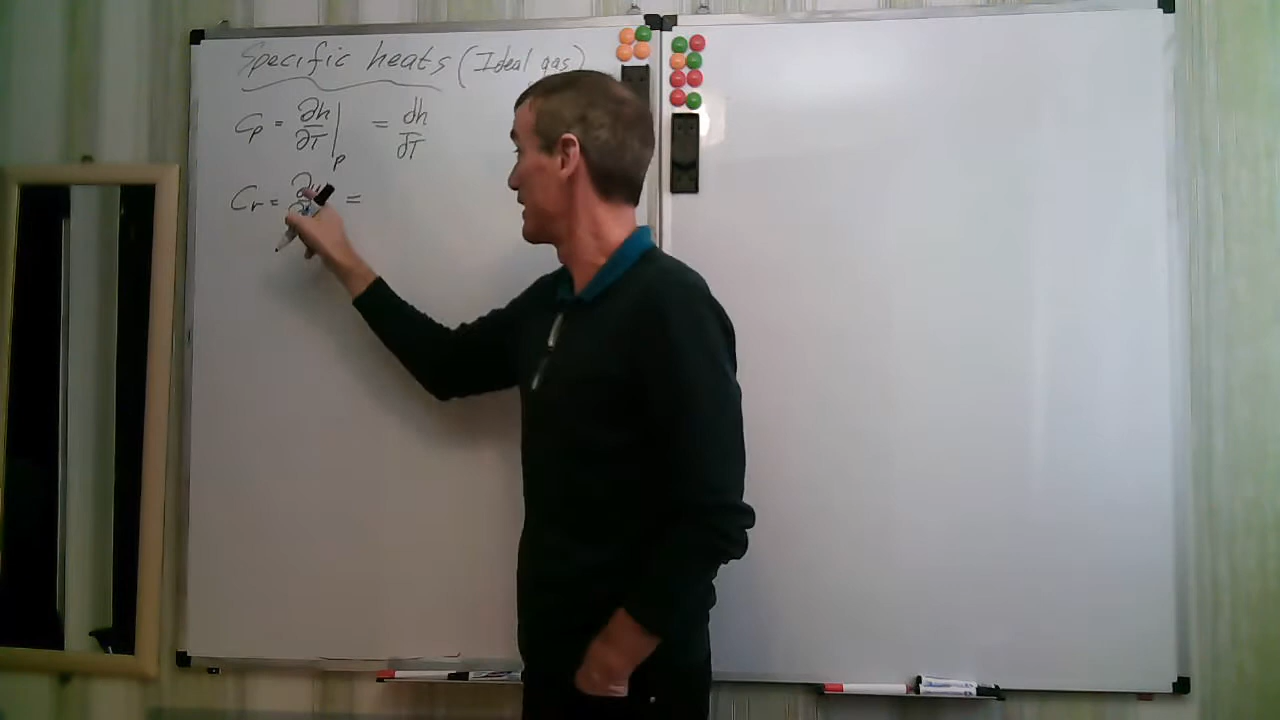 Specific heats (Ideal gas)
Cp = ∂h/∂T |p = dh/dT
Cv = ∂u =